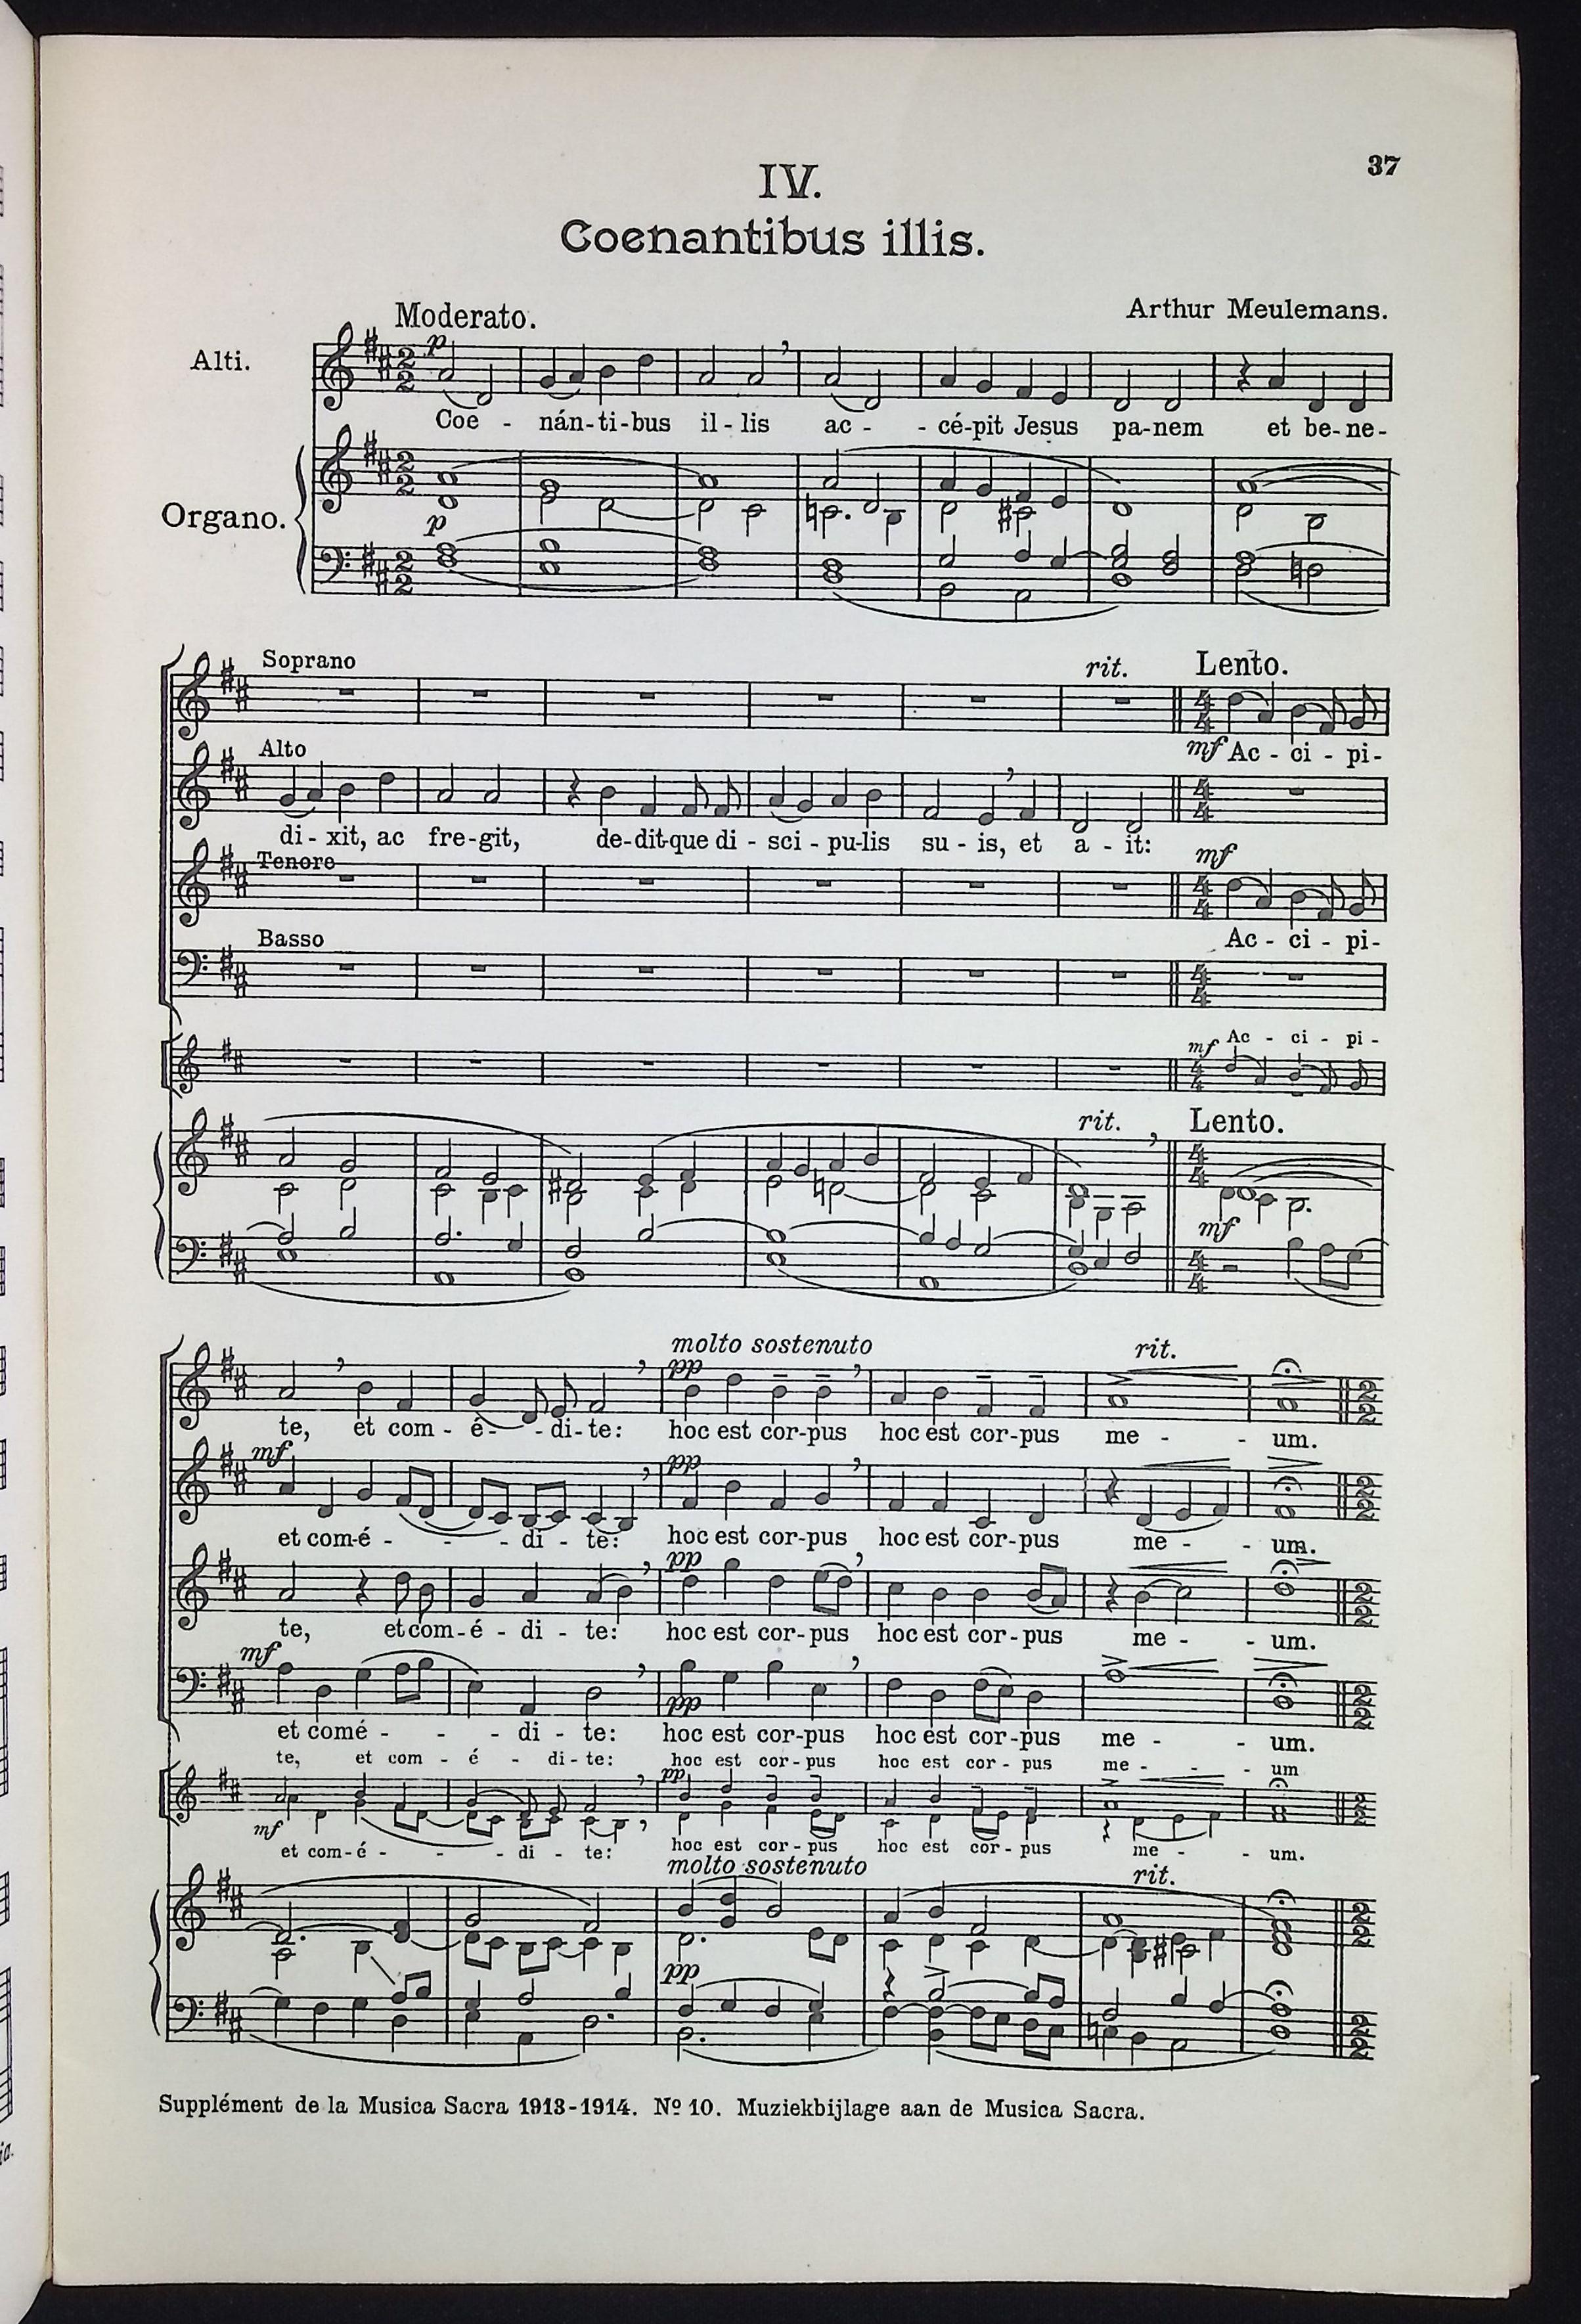 37
IV.
Coenantibus illis.
Moderato.
Arthur Meulemans.
Alti.
p
Coe - nán-ti-bus il-lis ac - - cé-pit Jesus pa-nem et be-ne-
Organo.
p
Soprano
rit.
Lento.
mf Ac - ci - pi-
Alto
di - xit, ac fre-git, de-dit-que di - sci - pu-lis su - is, et a - it:
Tenore
mf
Ac - ci - pi-
Basso
mf Ac - ci - pi-
rit.
Lento.
mf
molto sostenuto
rit.
pp
te, et com - é - - di-te: hoc est cor-pus hoc est cor-pus me - - um.
mf
pp
et com-é - - - di - te: hoc est cor-pus hoc est cor-pus me - - um.
pp
te, et com-é - di - te: hoc est cor-pus hoc est cor-pus me - - um.
mf
pp
et comé - - - di - te: hoc est cor-pus hoc est cor-pus me - - um.
te, et com - é - di-te: hoc est cor-pus hoc est cor-pus me - - - um
pp
mf
et com-é - - - di - te: hoc est cor-pus hoc est cor-pus me - - um.
molto sostenuto
rit.
pp
Supplément de la Musica Sacra 1913-1914. Nº 10. Muziekbijlage aan de Musica Sacra.